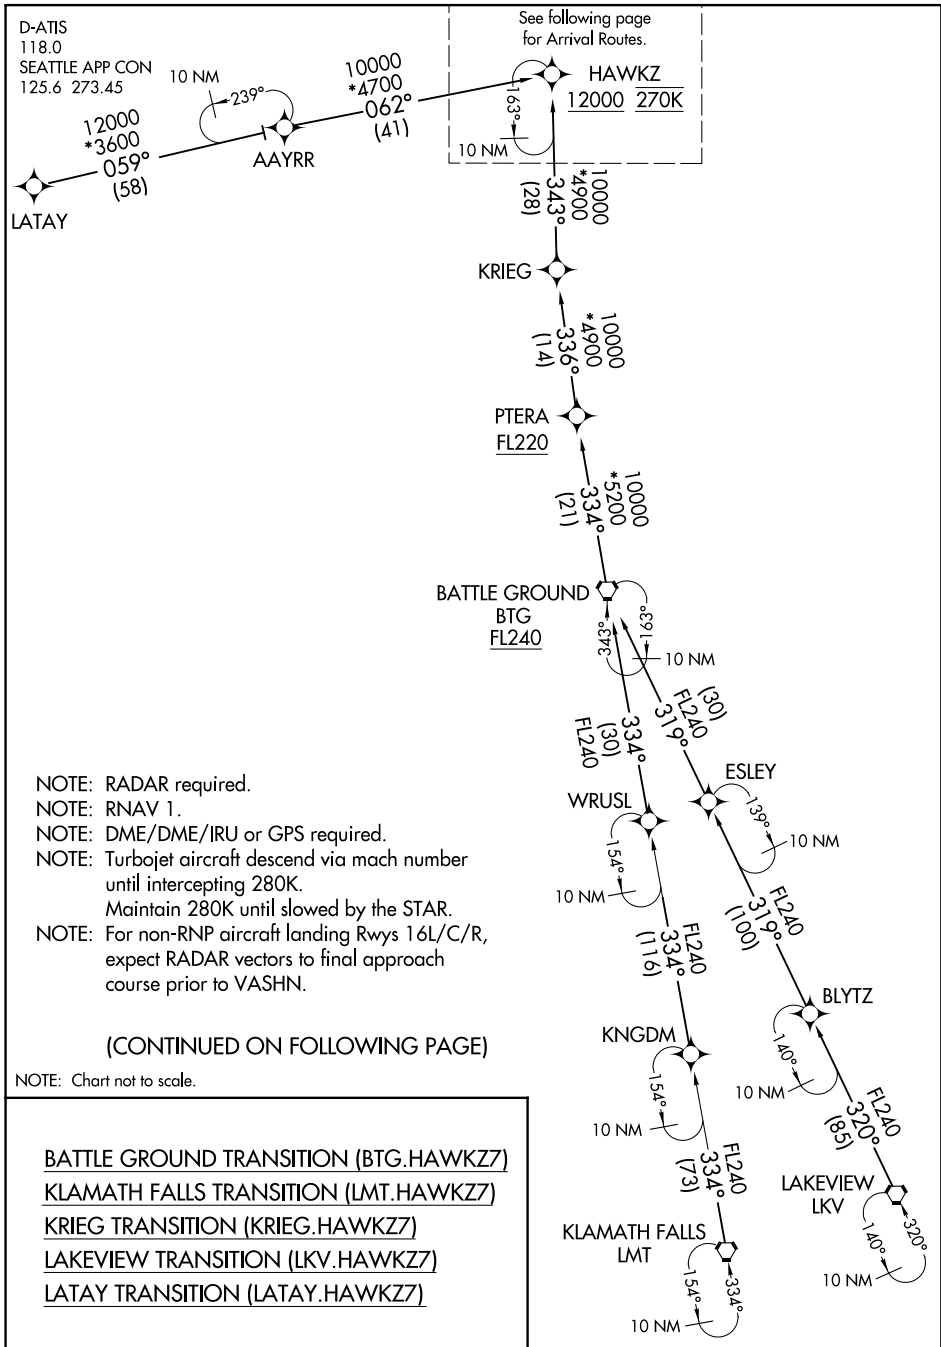 D-ATIS
118.0
SEATTLE APP CON
125.6 273.45
See following page
for Arrival Routes.
HAWKZ
12000 270K
163°
10 NM
10000
*4700
062°
(41)
10 NM
239°
AAYRR
12000
*3600
059°
(58)
LATAY
10000
*4900
343°
(28)
KRIEG
10000
*4900
336°
(14)
PTERA
FL220
10000
*5200
334°
(21)
BATTLE GROUND
BTG
FL240
343°
163°
10 NM
(30)
FL240
319°
334°
(30)
FL240
ESLEY
139°
10 NM
WRUSL
154°
10 NM
FL240
319°
(100)
FL240
334°
(116)
BLYTZ
140°
10 NM
KNGDM
154°
10 NM
FL240
320°
(85)
FL240
334°
(73)
LAKEVIEW
LKV
140°
320°
10 NM
KLAMATH FALLS
LMT
154°
334°
10 NM
NOTE: RADAR required.
NOTE: RNAV 1.
NOTE: DME/DME/IRU or GPS required.
NOTE: Turbojet aircraft descend via mach number
until intercepting 280K.
Maintain 280K until slowed by the STAR.
NOTE: For non-RNP aircraft landing Rwys 16L/C/R,
expect RADAR vectors to final approach
course prior to VASHN.
(CONTINUED ON FOLLOWING PAGE)
NOTE: Chart not to scale.
BATTLE GROUND TRANSITION (BTG.HAWKZ7)
KLAMATH FALLS TRANSITION (LMT.HAWKZ7)
KRIEG TRANSITION (KRIEG.HAWKZ7)
LAKEVIEW TRANSITION (LKV.HAWKZ7)
LATAY TRANSITION (LATAY.HAWKZ7)